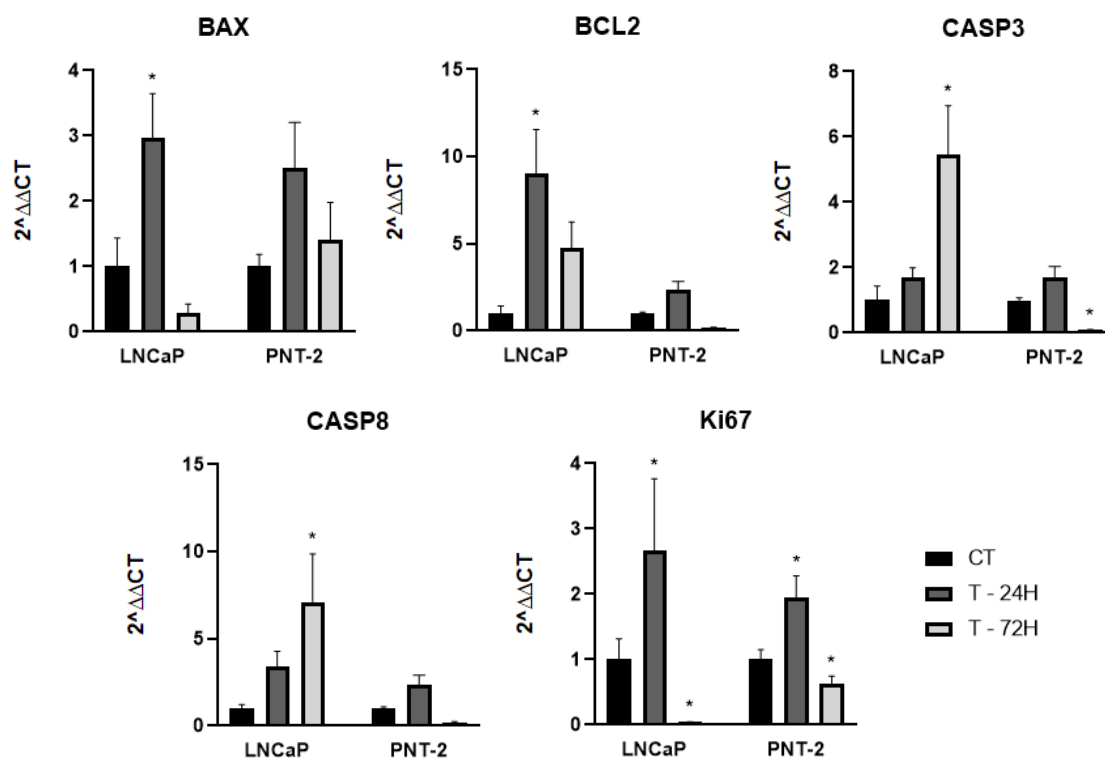 BAX
BCL2
CASP3
4
3
2
1
0
2^ΔΔCT
*
LNCaP
PNT-2
15
10
5
0
2^ΔΔCT
*
LNCaP
PNT-2
8
6
4
2
0
2^ΔΔCT
*
*
LNCaP
PNT-2
CASP8
Ki67
15
10
5
0
2^ΔΔCT
*
LNCaP
PNT-2
4
3
2
1
0
2^ΔΔCT
*
*
*
*
LNCaP
PNT-2
CT
T - 24H
T - 72H